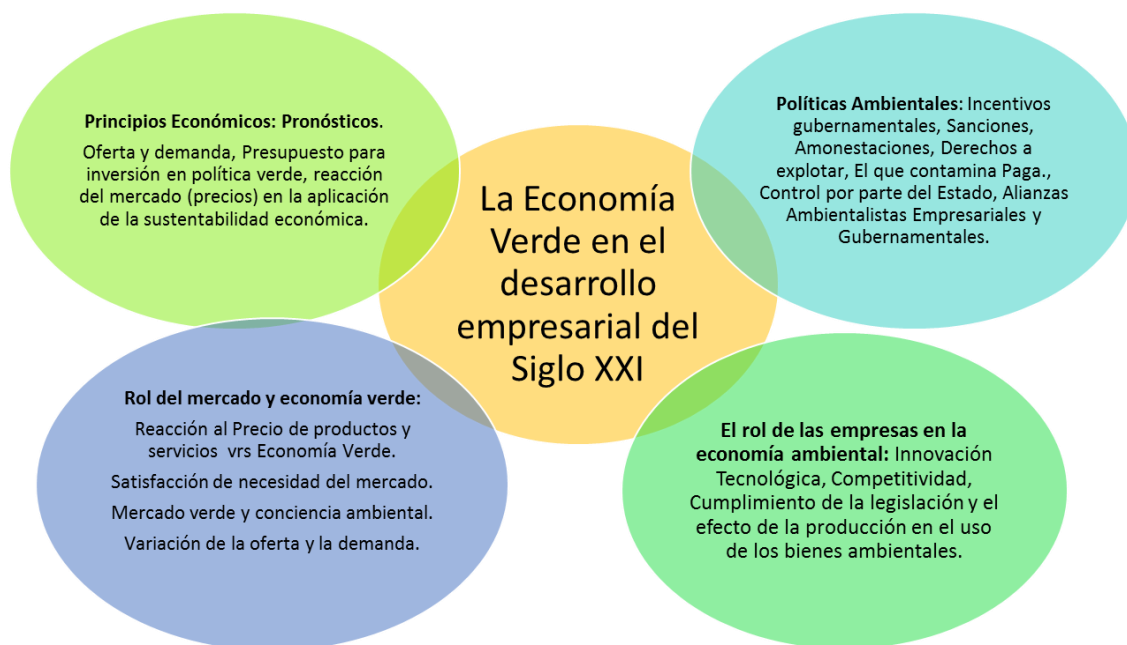 Principios Económicos: Pronósticos.
Oferta y demanda, Presupuesto para
inversión en política verde, reacción
del mercado (precios) en la aplicación
de la sustentabilidad económica.
Políticas Ambientales: Incentivos
gubernamentales, Sanciones,
Amonestaciones, Derechos a
explotar, El que contamina Paga.,
Control por parte del Estado, Alianzas
Ambientalistas Empresariales y
Gubernamentales.
La Economía
Verde en el
desarrollo
empresarial del
Siglo XXI
Rol del mercado y economía verde:
Reacción al Precio de productos y
servicios vrs Economía Verde.
Satisfacción de necesidad del mercado.
Mercado verde y conciencia ambiental.
Variación de la oferta y la demanda.
El rol de las empresas en la
economía ambiental: Innovación
Tecnológica, Competitividad,
Cumplimiento de la legislación y el
efecto de la producción en el uso
de los bienes ambientales.